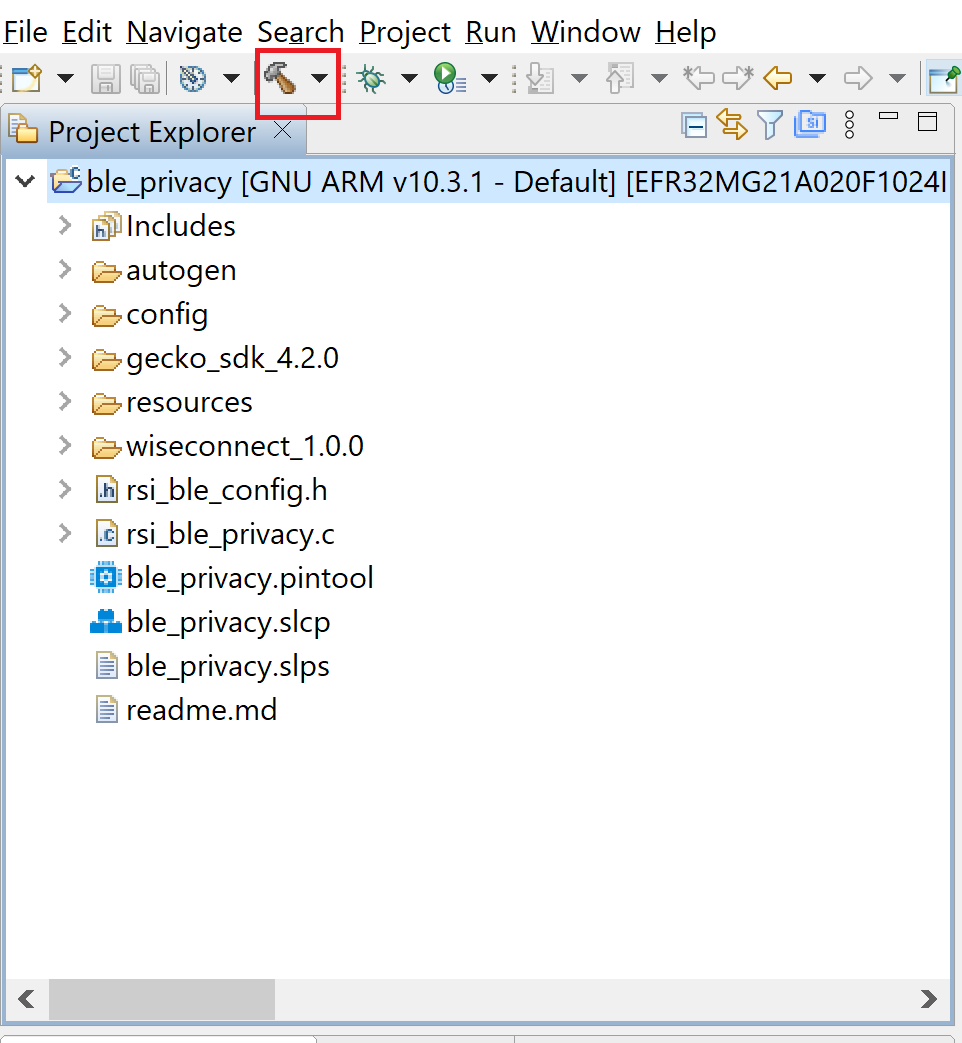 File Edit Navigate Search Project Run Window Help
Project Explorer
ble_privacy [GNU ARM v10.3.1 - Default] [EFR32MG21A020F1024I
Includes
autogen
config
gecko_sdk_4.2.0
resources
wiseconnect_1.0.0
rsi_ble_config.h
rsi_ble_privacy.c
ble_privacy.pintool
ble_privacy.slcp
ble_privacy.slps
readme.md